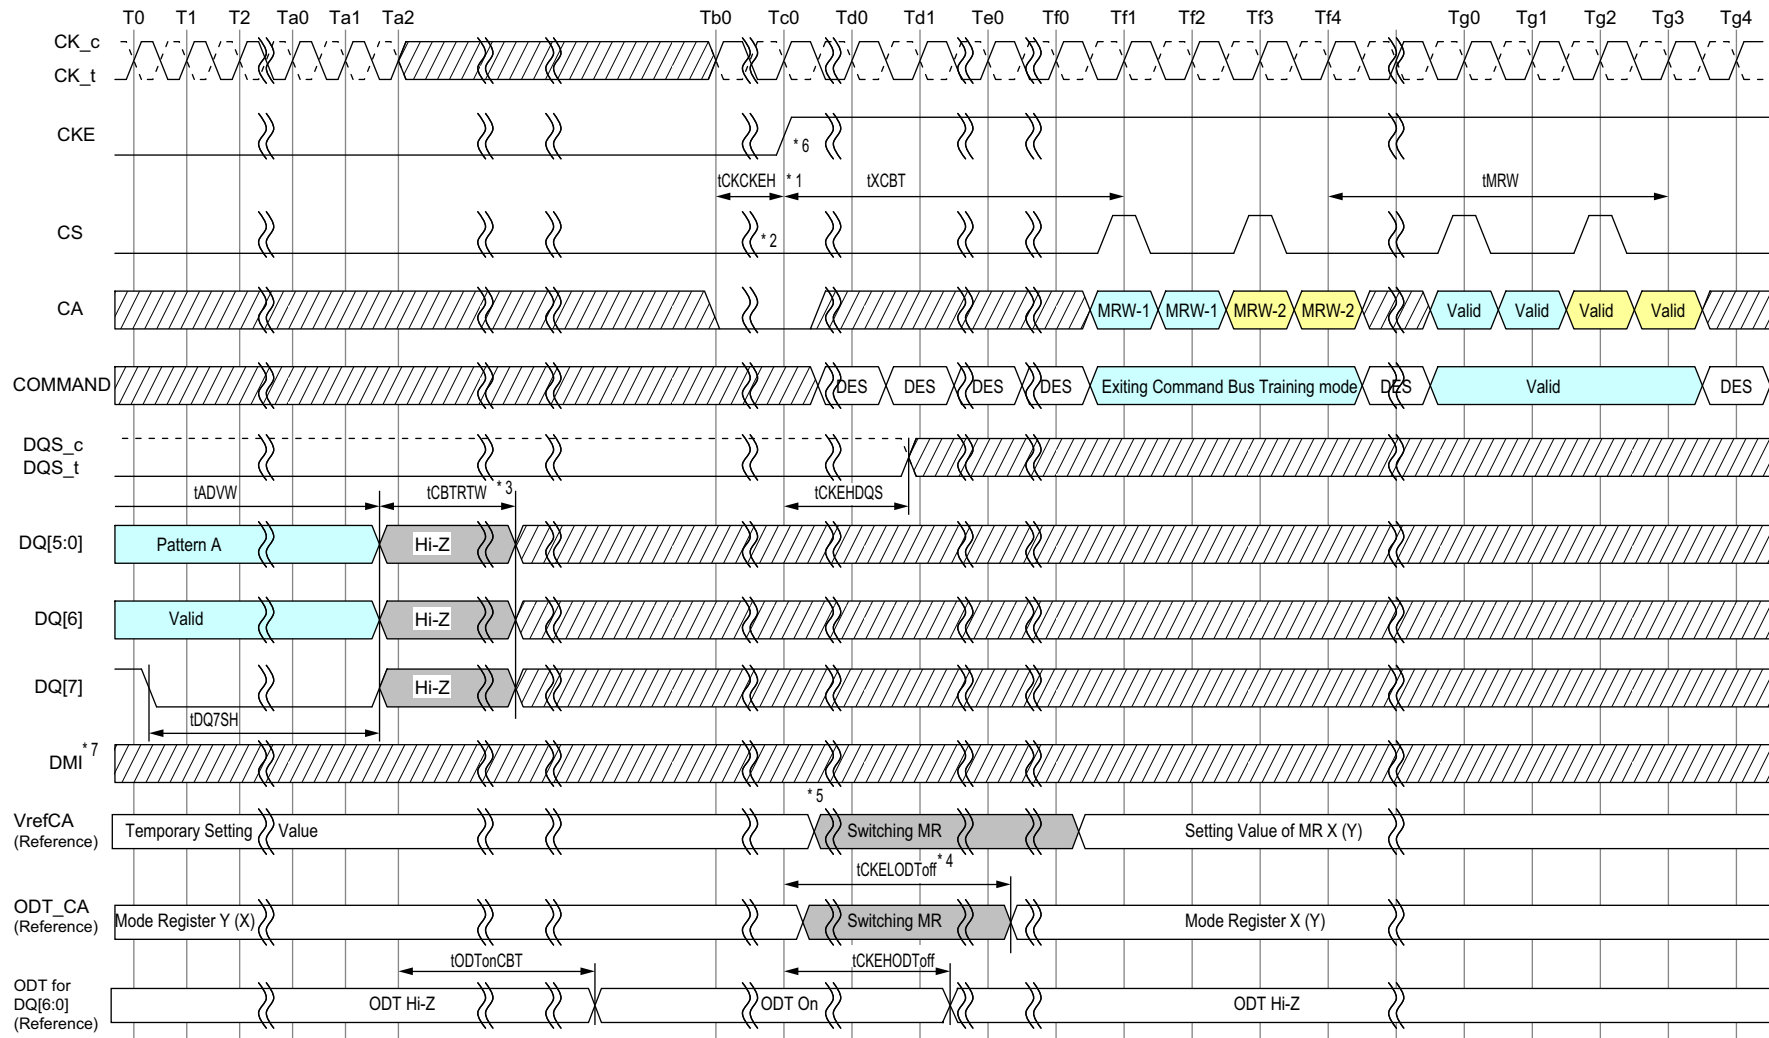 T0 T1 T2 Ta0 Ta1 Ta2 Tb0 Tc0 Td0 Td1 Te0 Tf0 Tf1 Tf2 Tf3 Tf4 Tg0 Tg1 Tg2 Tg3 Tg4
CK_c
CK_t
CKE
* 6
tCKCKEH * 1 tXCBT tMRW
CS
* 2
CA MRW-1 MRW-1 MRW-2 MRW-2 Valid Valid Valid Valid
COMMAND DES DES DES DES Exiting Command Bus Training mode DES Valid DES
DQS_c
DQS_t
tADVW tCBTRTW * 3 tCKEHDQS
DQ[5:0] Pattern A Hi-Z
DQ[6] Valid Hi-Z
DQ[7] Hi-Z
tDQ7SH
DMI * 7
* 5
VrefCA
(Reference)
Temporary Setting Value Switching MR Setting Value of MR X (Y)
tCKELODToff * 4
ODT_CA
(Reference)
Mode Register Y (X) Switching MR Mode Register X (Y)
tODTonCBT tCKEHODToff
ODT for
DQ[6:0]
(Reference)
ODT Hi-Z ODT On ODT Hi-Z